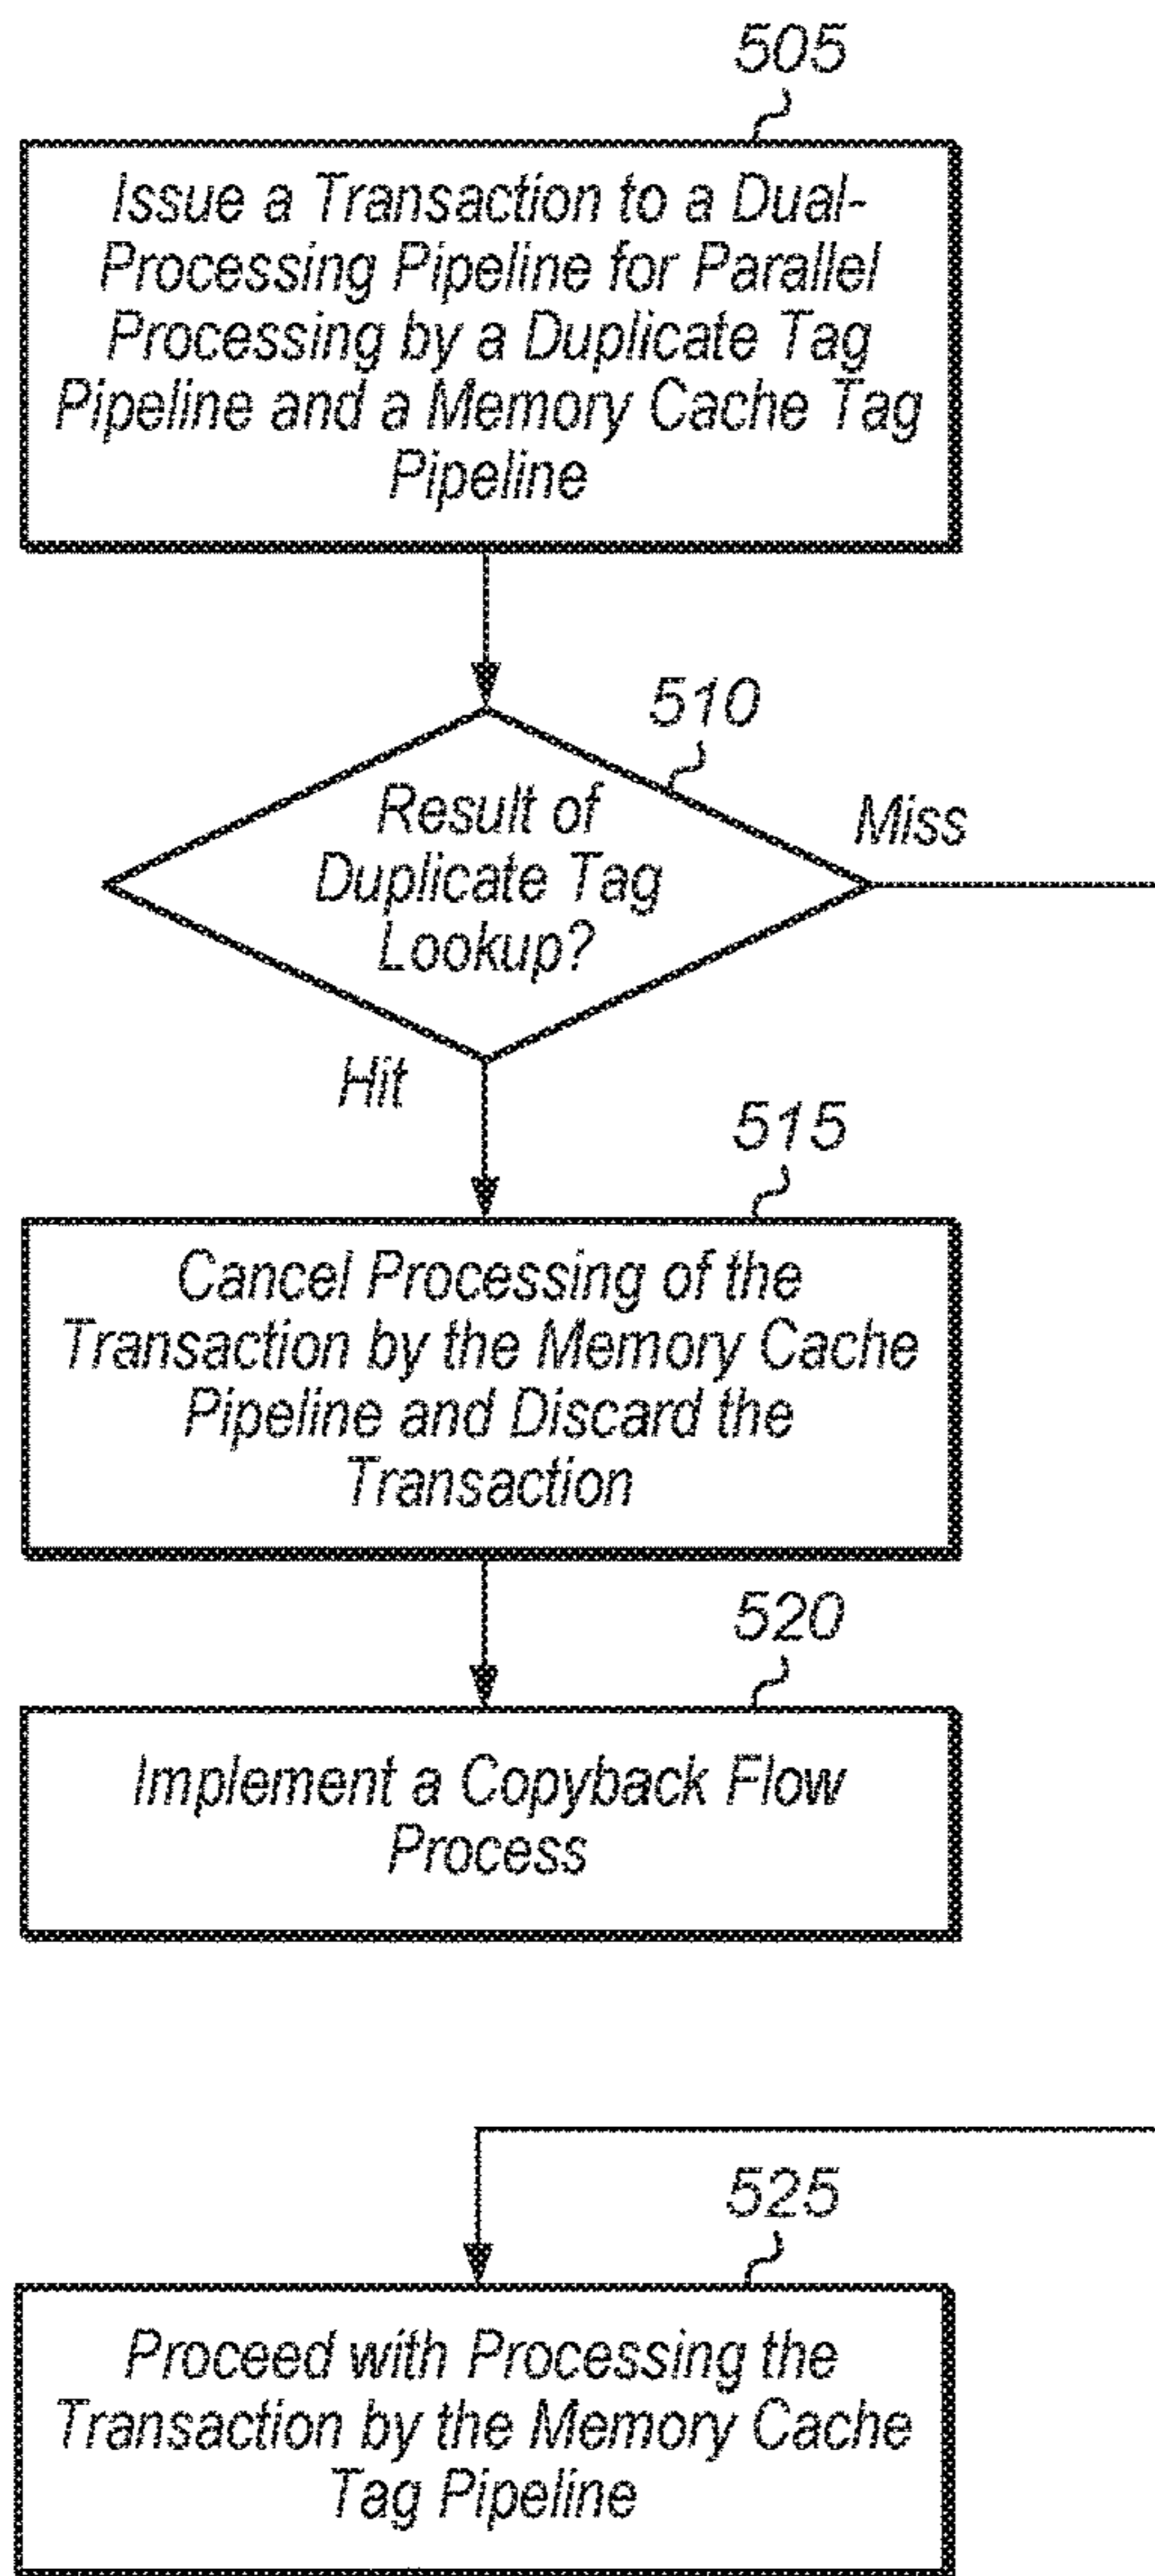 505
Issue a Transaction to a Dual-
Processing Pipeline for Parallel
Processing by a Duplicate Tag
Pipeline and a Memory Cache Tag
Pipeline
510
Result of
Duplicate Tag
Lookup?
Miss
Hit
515
Cancel Processing of the
Transaction by the Memory Cache
Pipeline and Discard the
Transaction
520
Implement a Copyback Flow
Process
525
Proceed with Processing the
Transaction by the Memory Cache
Tag Pipeline